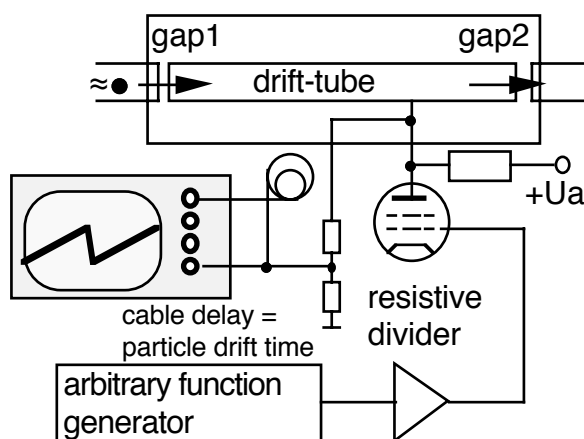 gap1
gap2
≈
drift-tube
+Ua
resistive
divider
cable delay =
particle drift time
arbitrary function
generator